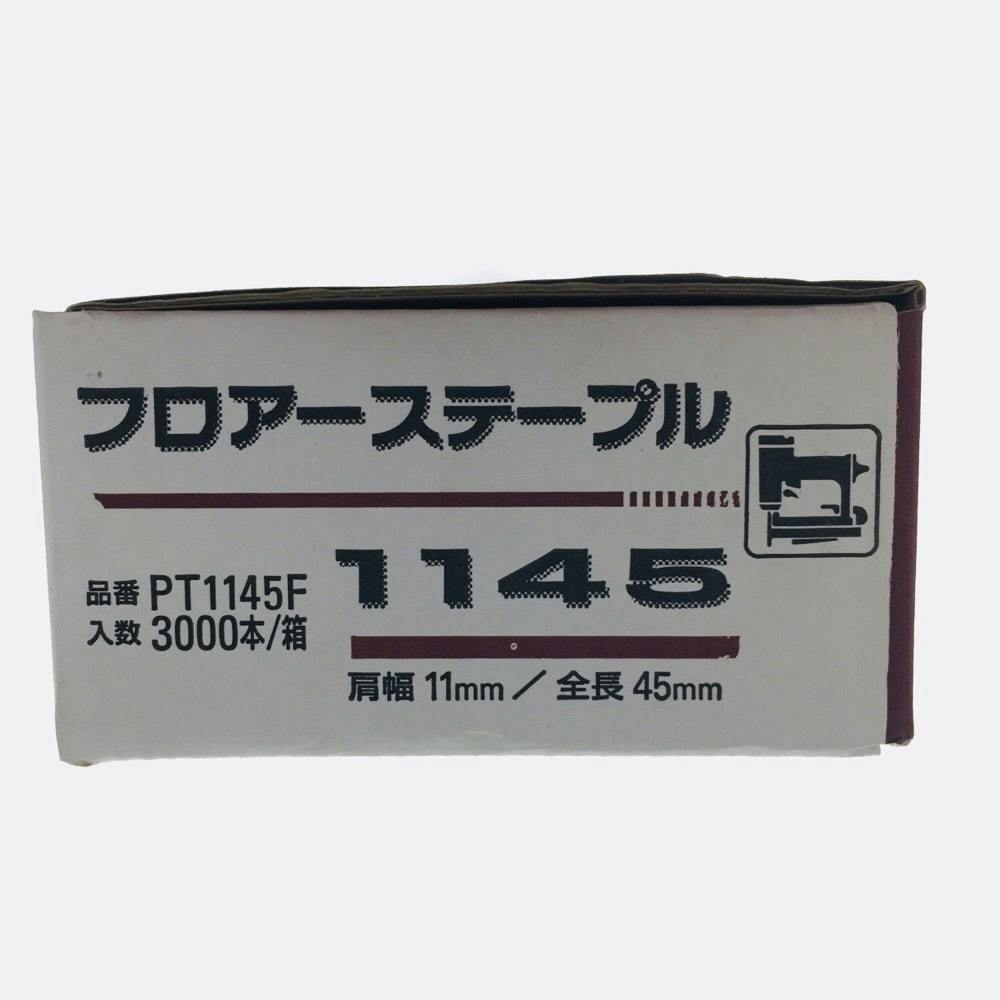 フロアーステープル
1145
品番 PT1145F
入数 3000本/箱
肩幅 11mm / 全長 45mm